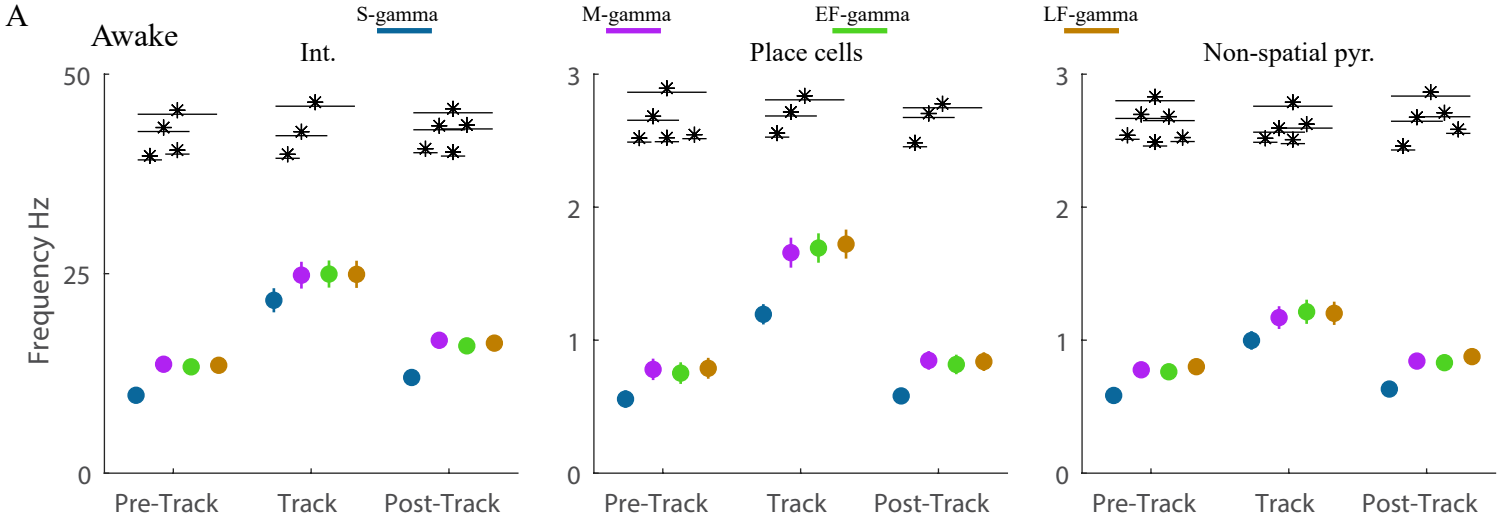 A
S-gamma M-gamma EF-gamma LF-gamma
Awake
Int. Place cells Non-spatial pyr.
Frequency Hz
50
25
0
Pre-Track Track Post-Track
3
2
1
0
Pre-Track Track Post-Track
3
2
1
0
Pre-Track Track Post-Track